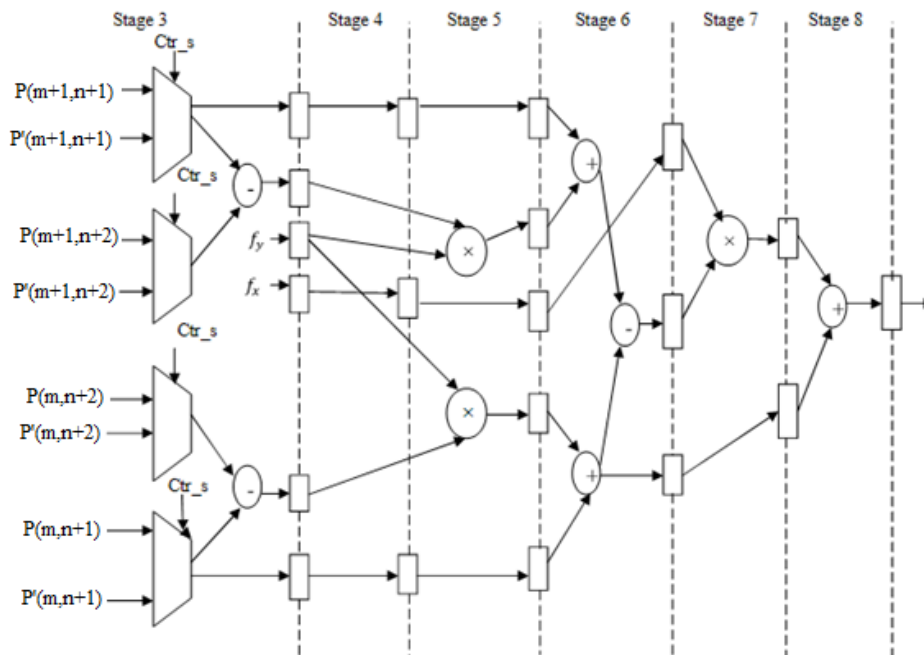 Stage 3 Stage 4 Stage 5 Stage 6 Stage 7 Stage 8
Ctr_s
P(m+1,n+1)
P'(m+1,n+1)
Ctr_s
-
+
P(m+1,n+2)
f_y
×
×
P'(m+1,n+2)
f_x
+
-
Ctr_s
P(m,n+2)
×
P'(m,n+2)
Ctr_s
-
+
P(m,n+1)
P'(m,n+1)